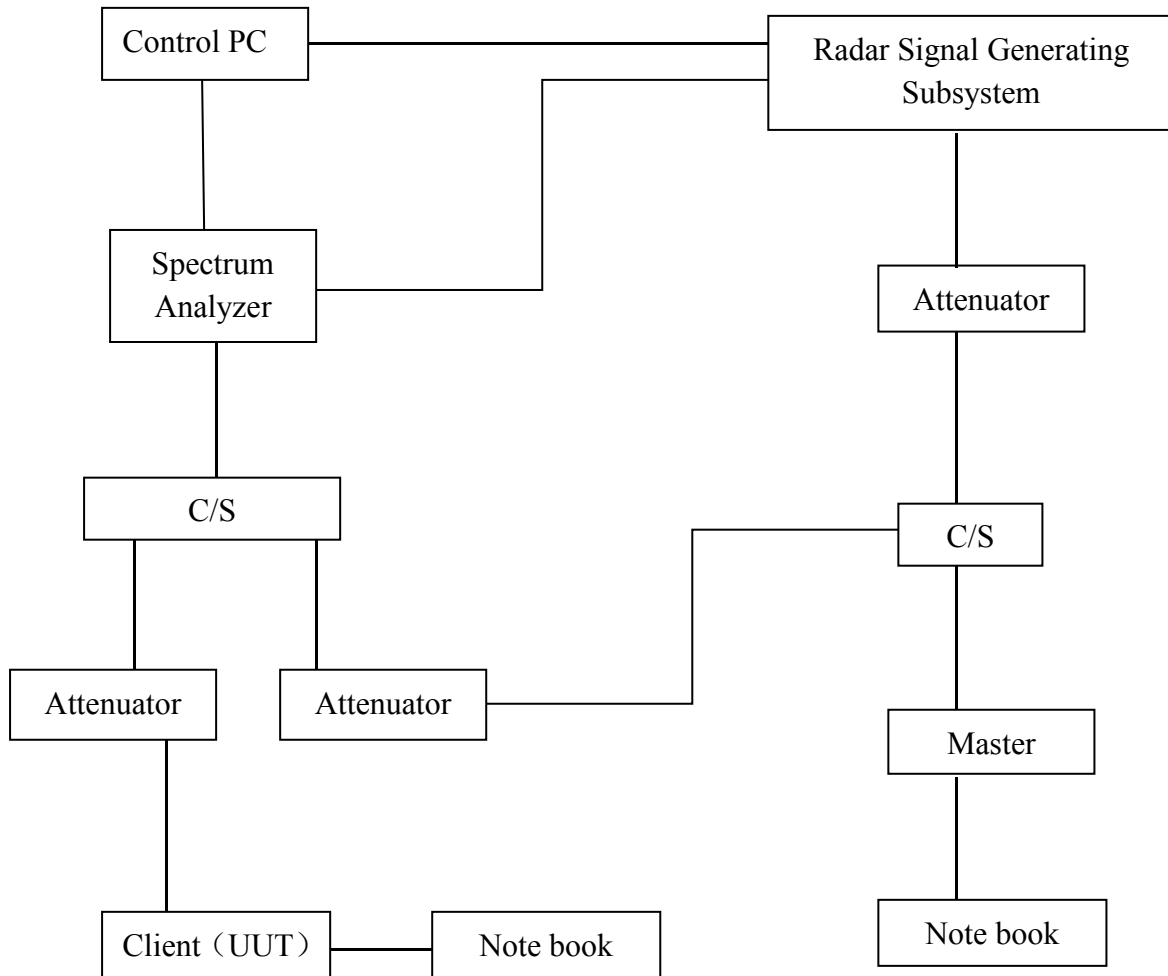 Control PC
Radar Signal Generating
Subsystem
Spectrum
Analyzer
Attenuator
C/S
C/S
Attenuator
Attenuator
Master
Client（UUT）
Note book
Note book